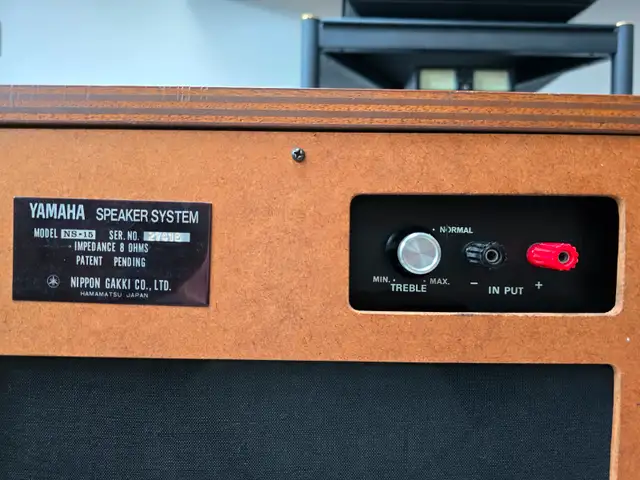 YAMAHA SPEAKER SYSTEM
MODEL NS-15 SER. NO.
IMPEDANCE 8 OHMS
PATENT PENDING
NIPPON GAKKI CO., LTD.
HAMAMATSU JAPAN
NORMAL
MIN. MAX.
TREBLE
− IN PUT +